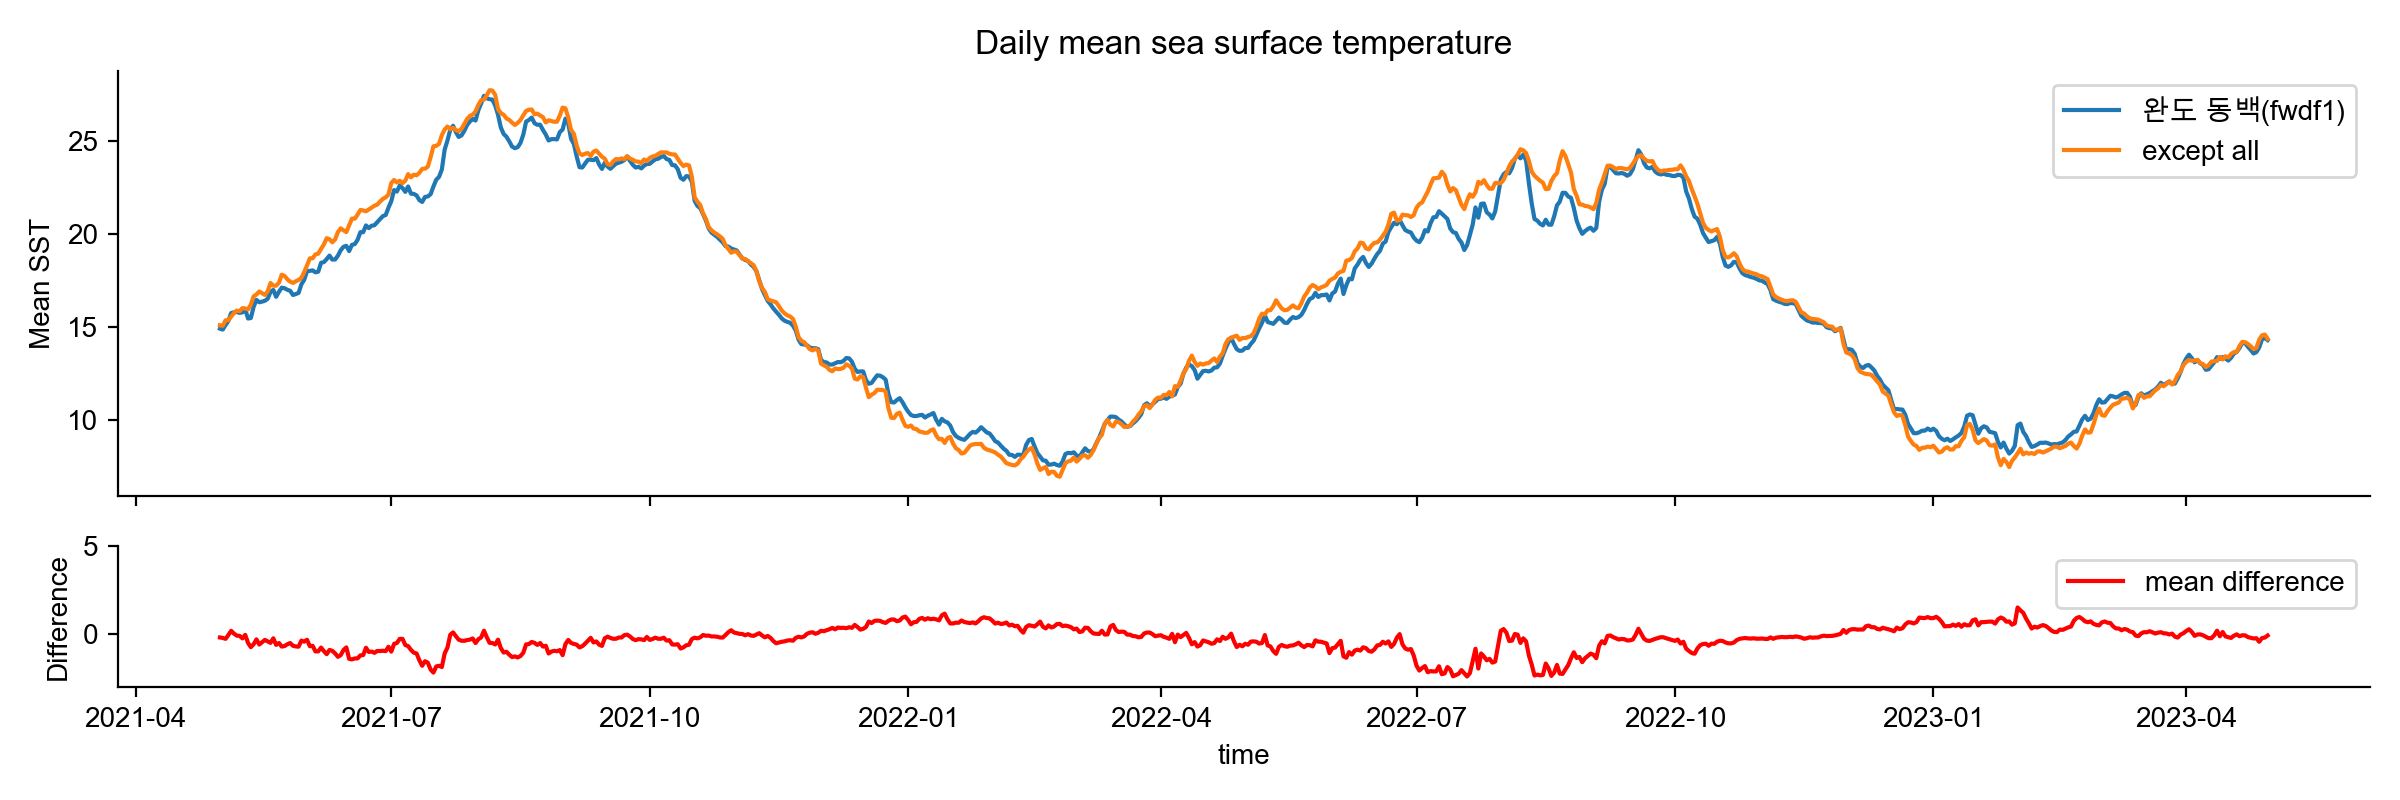 Daily mean sea surface temperature
Mean SST
25
20
15
10
완도 동백(fwdf1)
except all
Difference
5
0
mean difference
2021-04 2021-07 2021-10 2022-01 2022-04 2022-07 2022-10 2023-01 2023-04
time